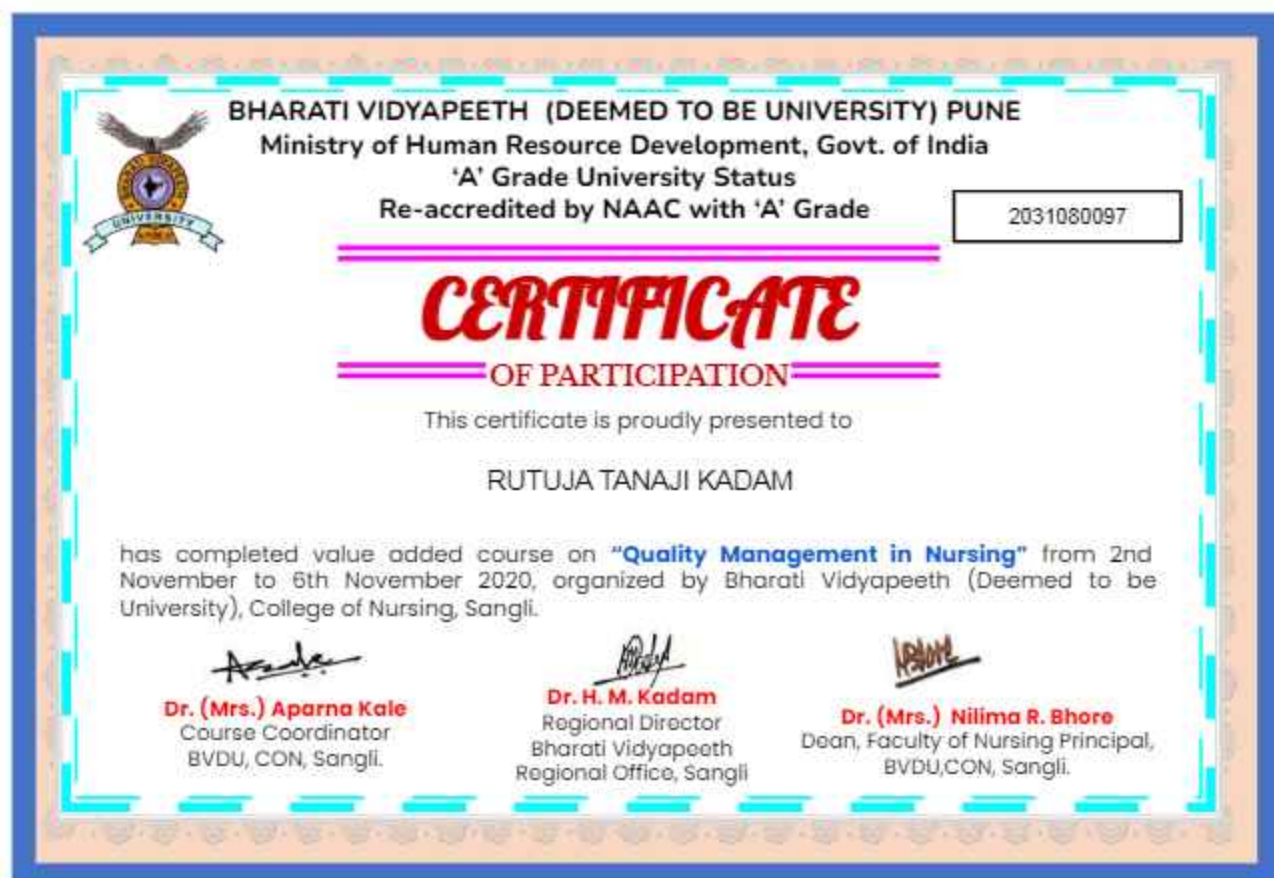 BHARATI VIDYAPEETH (DEEMED TO BE UNIVERSITY) PUNE
Ministry of Human Resource Development, Govt. of India
‘A’ Grade University Status
Re-accredited by NAAC with ‘A’ Grade
2031080097
BHARATI VIDYAPEETH
UNIVERSITY
CERTIFICATE
OF PARTICIPATION
This certificate is proudly presented to
RUTUJA TANAJI KADAM
has completed value added course on “Quality Management in Nursing” from 2nd
November to 6th November 2020, organized by Bharati Vidyapeeth (Deemed to be
University), College of Nursing, Sangli.
Dr. (Mrs.) Aparna Kale
Course Coordinator
BVDU, CON, Sangli.
Dr. H. M. Kadam
Regional Director
Bharati Vidyapeeth
Regional Office, Sangli
Dr. (Mrs.) Nilima R. Bhore
Dean, Faculty of Nursing Principal,
BVDU,CON, Sangli.